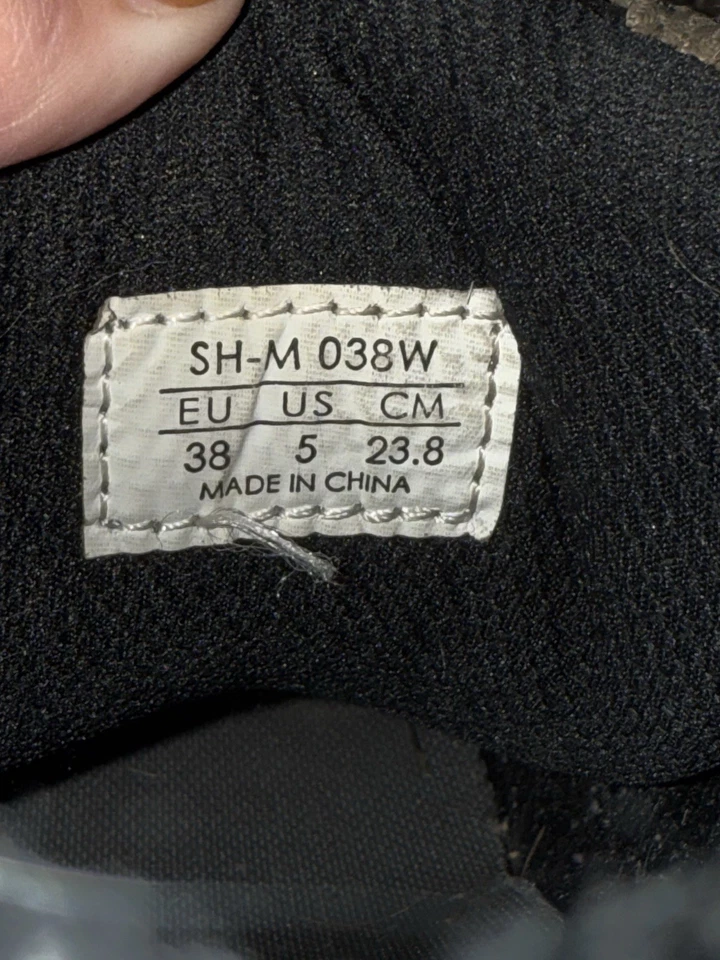 SH-M 038W
EU US CM
38 5 23.8
MADE IN CHINA